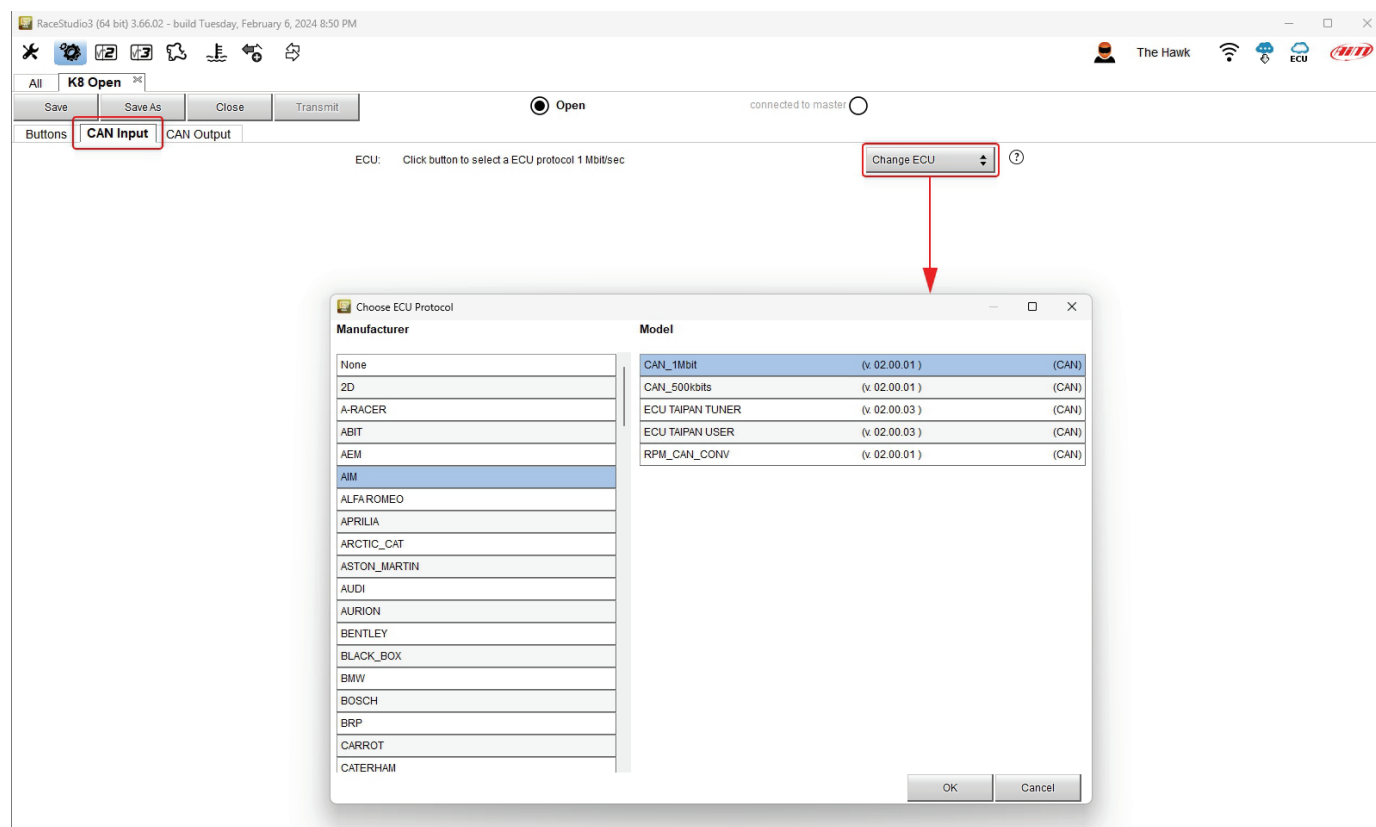 RaceStudio3 (64 bit) 3.66.02 - build Tuesday, February 6, 2024 8:50 PM
The Hawk ECU AIM
All K8 Open
Save Save As Close Transmit Open connected to master
Buttons CAN Input CAN Output
ECU: Click button to select a ECU protocol 1 Mbit/sec Change ECU ?
Choose ECU Protocol
Manufacturer Model
None CAN_1Mbit (v. 02.00.01 ) (CAN)
2D CAN_500kbits (v. 02.00.01 ) (CAN)
A-RACER ECU TAIPAN TUNER (v. 02.00.03 ) (CAN)
ABIT ECU TAIPAN USER (v. 02.00.03 ) (CAN)
AEM RPM_CAN_CONV (v. 02.00.01 ) (CAN)
AIM
ALFAROMEO
APRILIA
ARCTIC_CAT
ASTON_MARTIN
AUDI
AURION
BENTLEY
BLACK_BOX
BMW
BOSCH
BRP
CARROT
CATERHAM
OK Cancel